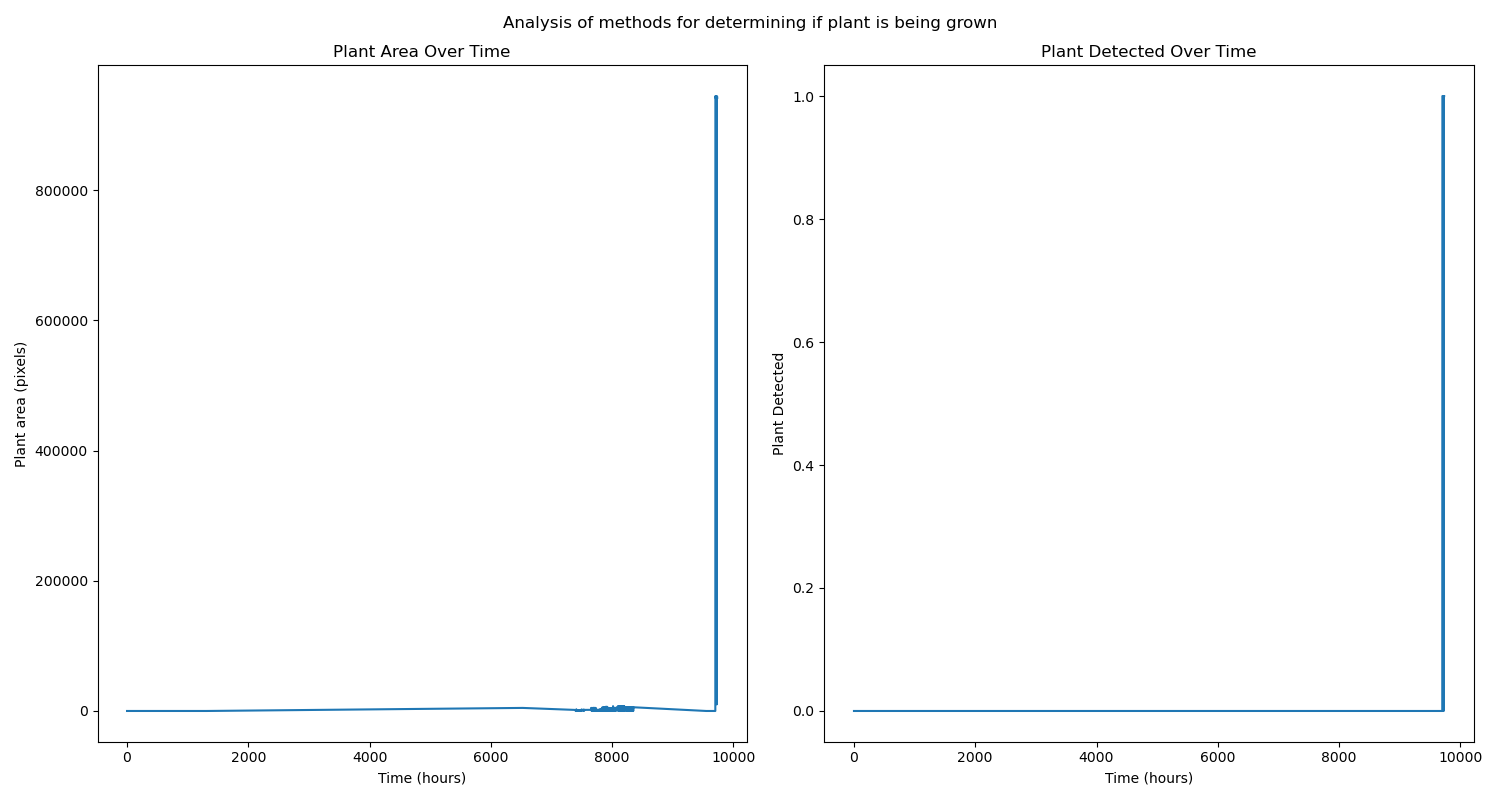 Analysis of methods for determining if plant is being grown
Plant Area Over Time
Plant area (pixels)
800000
600000
400000
200000
0
0 2000 4000 6000 8000 10000
Time (hours)
Plant Detected Over Time
Plant Detected
1.0
0.8
0.6
0.4
0.2
0.0
0 2000 4000 6000 8000 10000
Time (hours)